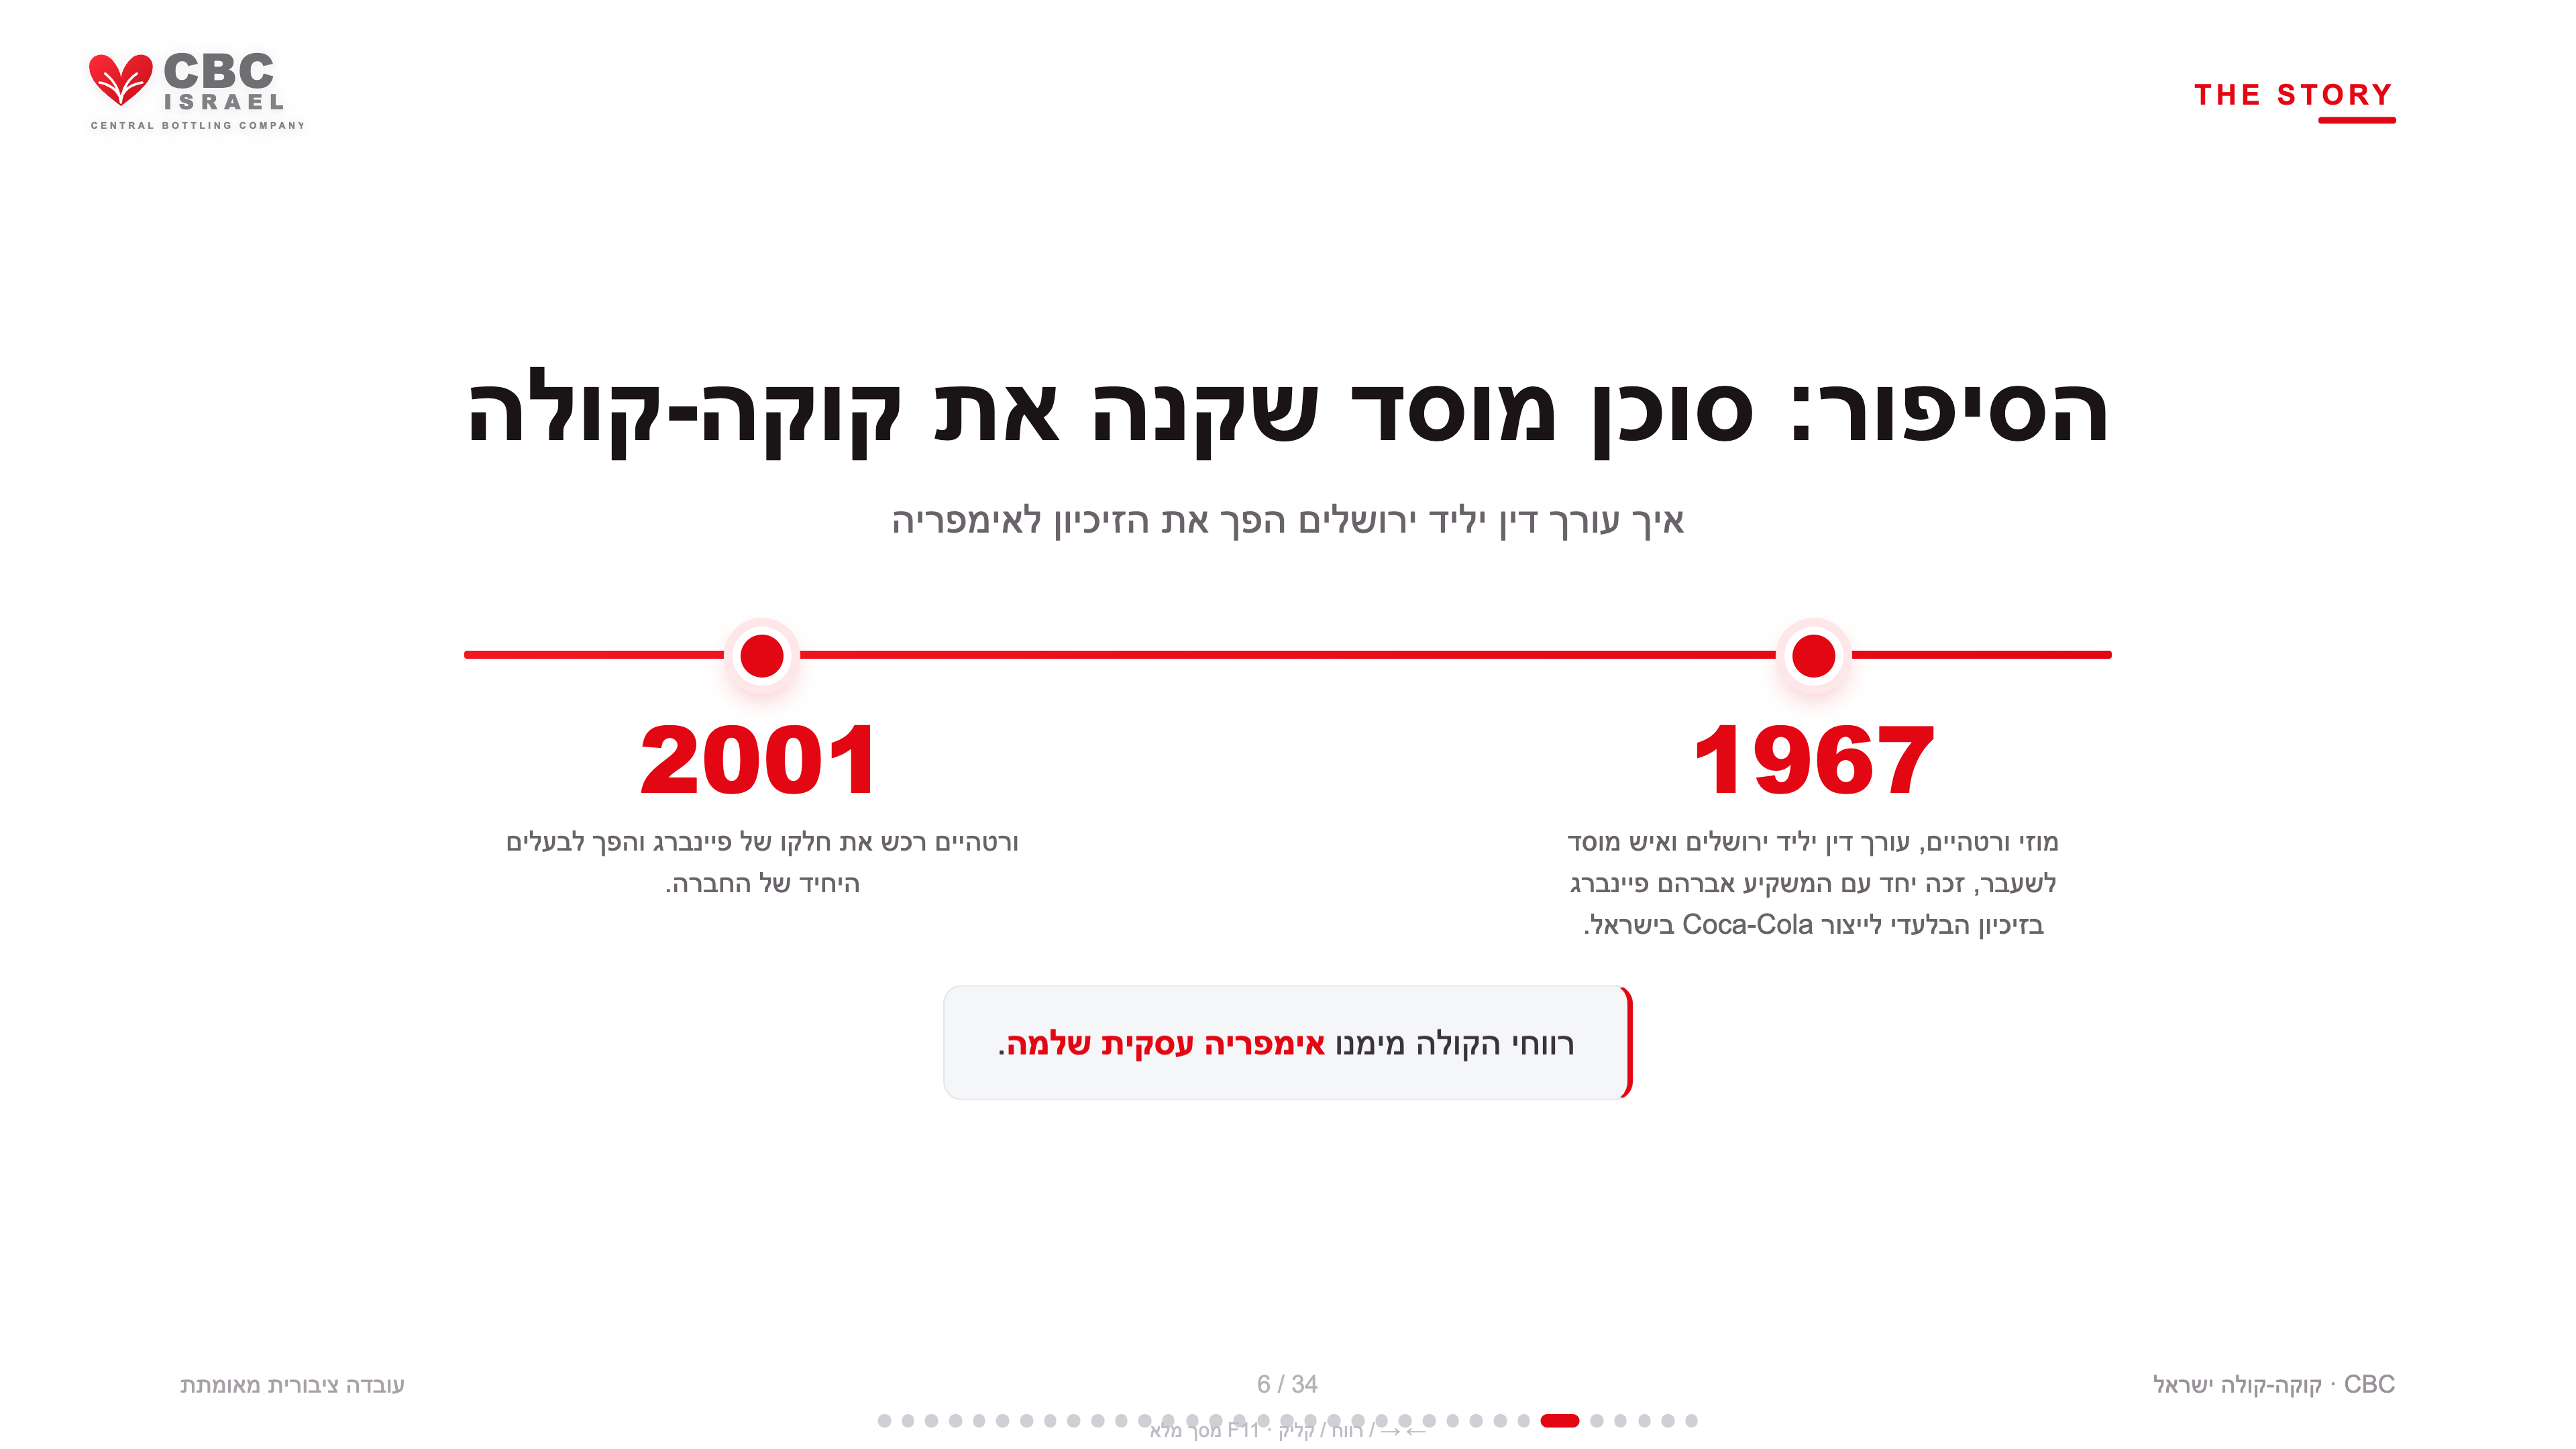 CBC
ISRAEL
CENTRAL BOTTLING COMPANY
THE STORY
הסיפור: סוכן מוסד שקנה את קוקה-קולה
איך עורך דין יליד ירושלים הפך את הזיכיון לאימפריה
1967
מוזי ורטהיים, עורך דין יליד ירושלים ואיש מוסד
לשעבר, זכה יחד עם המשקיע אברהם פיינברג
בזיכיון הבלעדי לייצור Coca-Cola בישראל.
2001
ורטהיים רכש את חלקו של פיינברג והפך לבעלים
היחיד של החברה.
רווחי הקולה מימנו אימפריה עסקית שלמה.
CBC · קוקה-קולה ישראל
6 / 34
עובדה ציבורית מאומתת
←→ / רווח / קליק · F11 מסך מלא